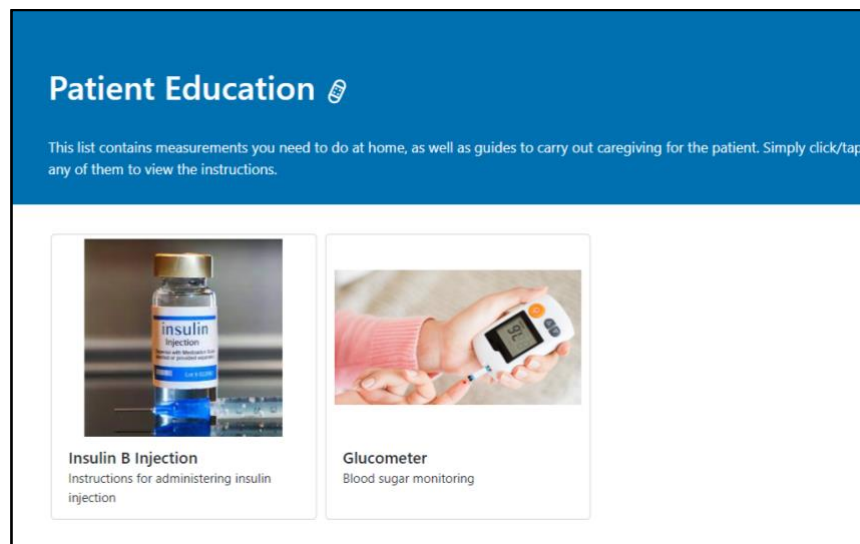 Patient Education
This list contains measurements you need to do at home, as well as guides to carry out caregiving for the patient. Simply click/tap
any of them to view the instructions.
insulin
Injection
Insulin B Injection
Instructions for administering insulin
injection
Glucometer
Blood sugar monitoring